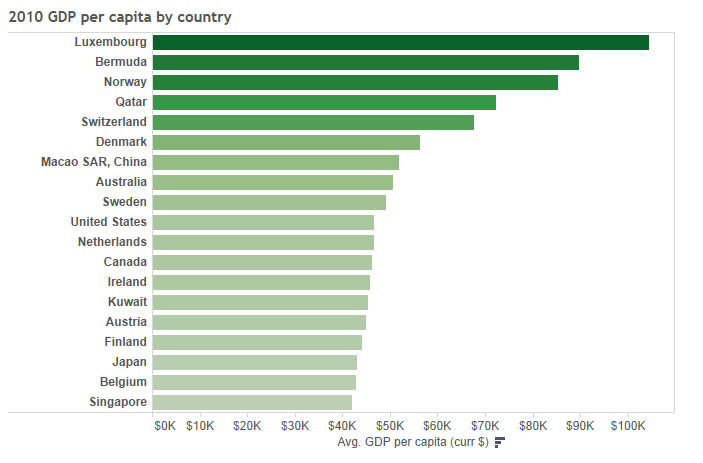 2010 GDP per capita by country
Luxembourg
Bermuda
Norway
Qatar
Switzerland
Denmark
Macao SAR, China
Australia
Sweden
United States
Netherlands
Canada
Ireland
Kuwait
Austria
Finland
Japan
Belgium
Singapore
$0K $10K $20K $30K $40K $50K $60K $70K $80K $90K $100K
Avg. GDP per capita (curr $)